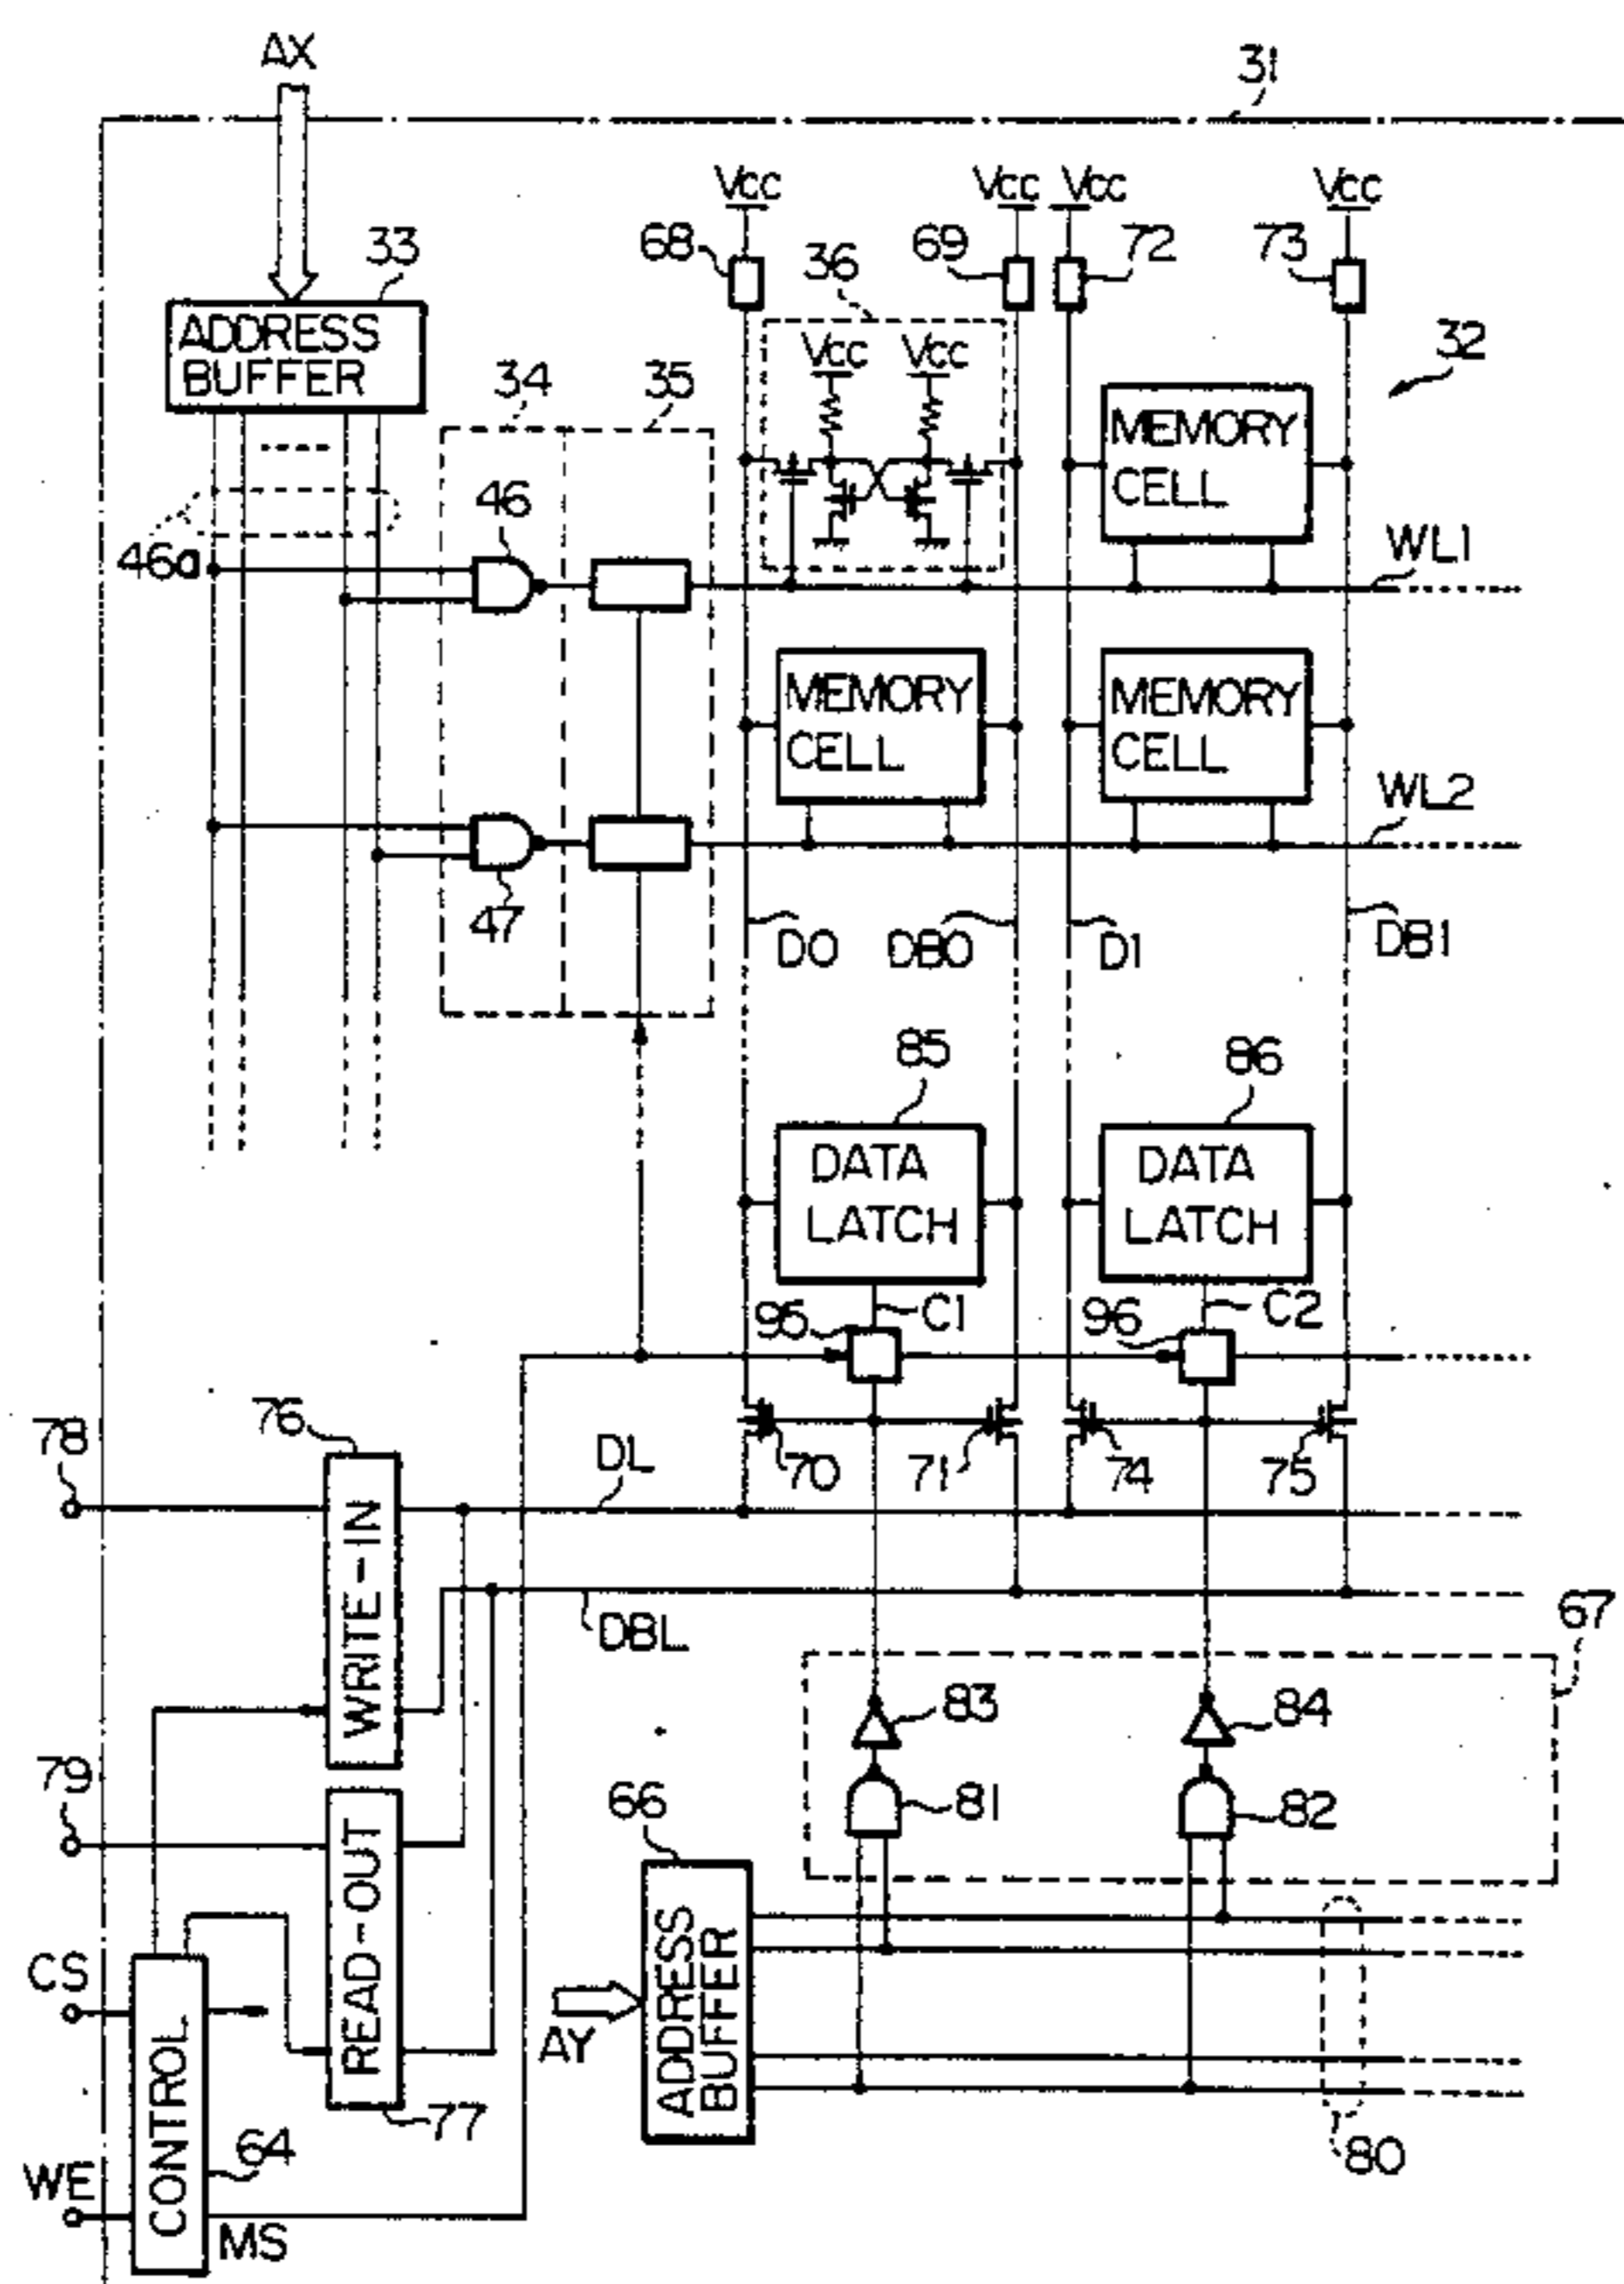 AX
31
Vcc
Vcc
Vcc
Vcc
33
68
36
69
72
73
ADDRESS
BUFFER
Vcc
Vcc
32
34
35
MEMORY
CELL
46
46a
WL1
MEMORY
CELL
MEMORY
CELL
WL2
47
D0
DB0
D1
DB1
85
86
DATA
LATCH
DATA
LATCH
95
C1
96
C2
76
78
DL
70
71
74
75
WRITE-IN
DBL
67
83
84
79
66
81
82
READ-OUT
CS
ADDRESS
BUFFER
AY
CONTROL
77
64
80
WE
MS